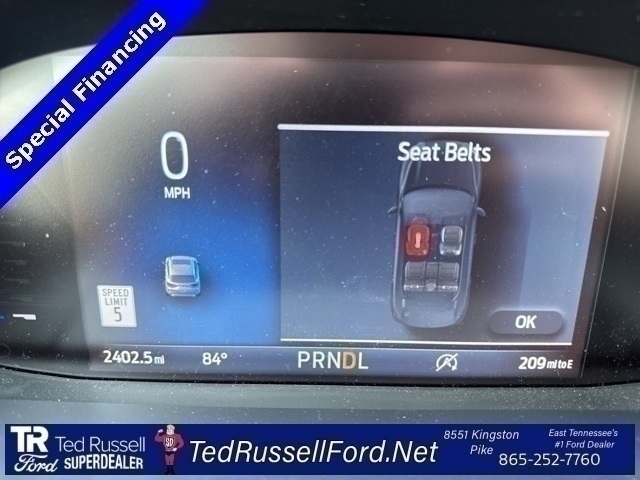 Special Financing
0
MPH
Seat Belts
SPEED
LIMIT
5
OK
2402.5 mi 84° PRNDL 209 mi to E
TR
Ford
Ted Russell
SUPERDEALER
SD
TedRussellFord.Net
8551 Kingston
Pike
East Tennessee's
#1 Ford Dealer
865-252-7760